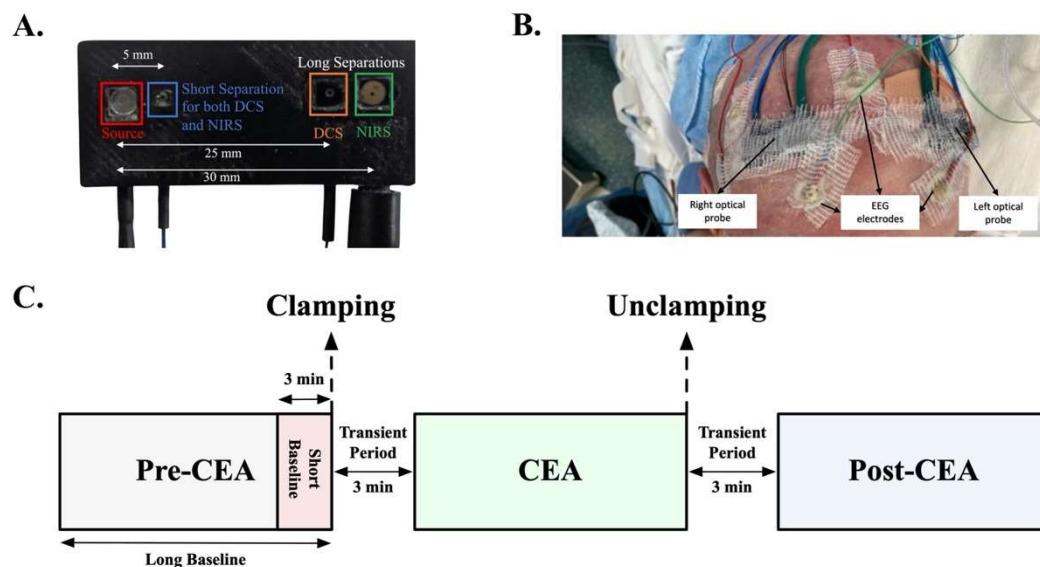 A.
5 mm
Long Separations
Short Separation
for both DCS
and NIRS
Source
DCS
NIRS
25 mm
30 mm
B.
Right optical
probe
EEG
electrodes
Left optical
probe
C.
Clamping
Unclamping
3 min
Pre-CEA
Short
Baseline
Transient
Period
3 min
CEA
Transient
Period
3 min
Post-CEA
Long Baseline